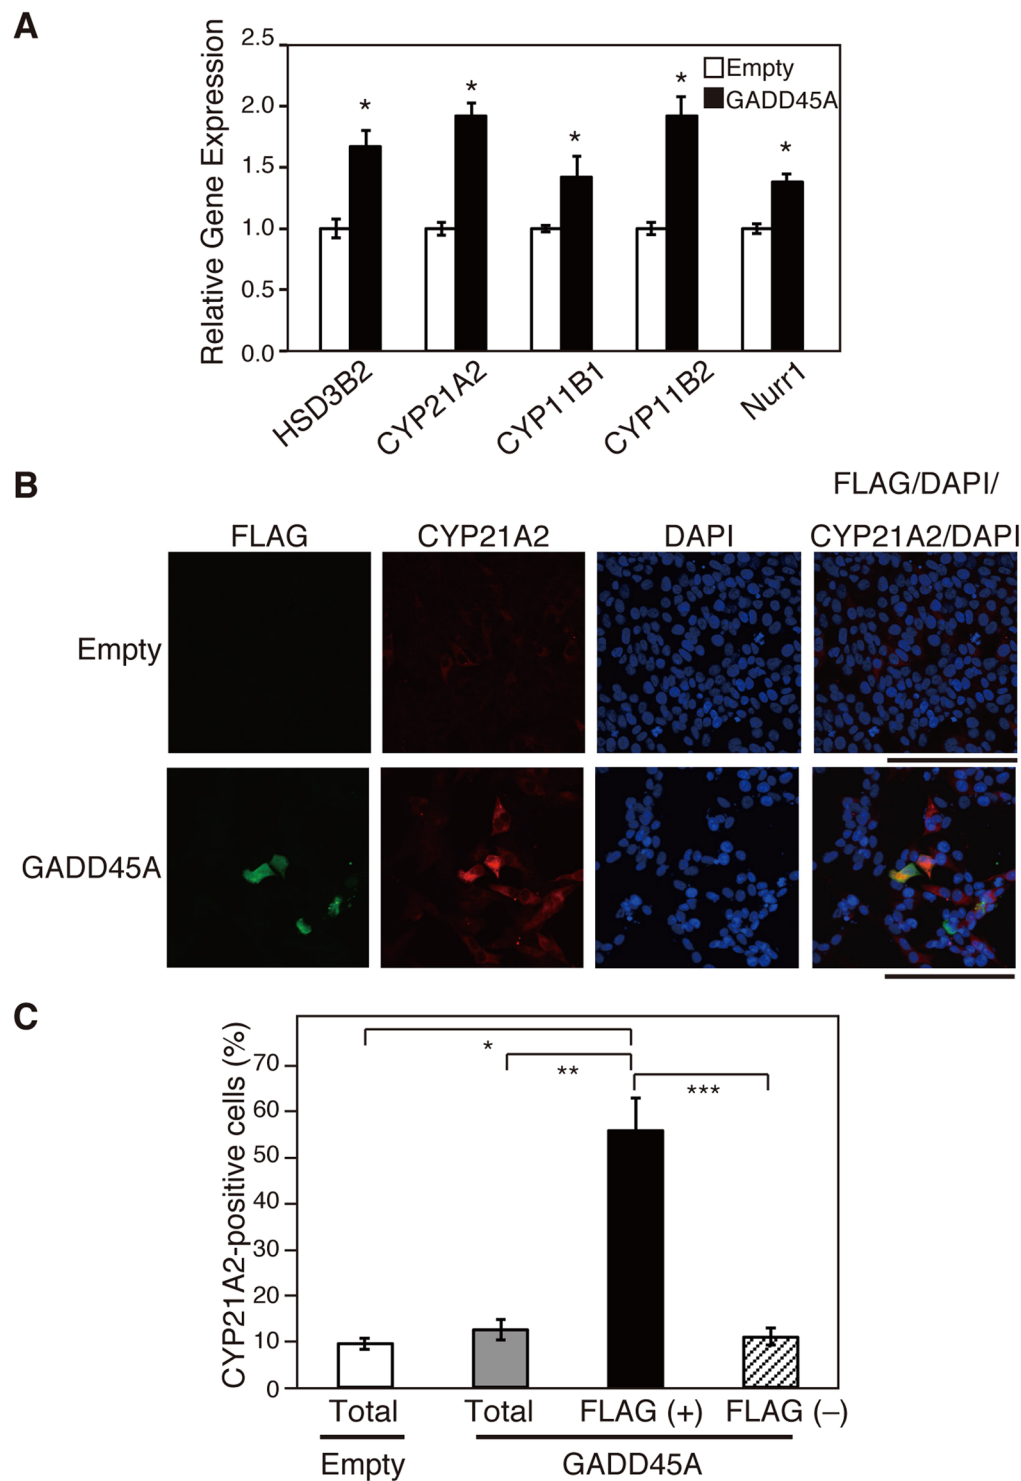 A
Relative Gene Expression
2.5
2.0
1.5
1.0
0.5
0.0
Empty
GADD45A
*
*
*
*
*
HSD3B2
CYP21A2
CYP11B1
CYP11B2
Nurr1
B
FLAG/DAPI/
FLAG
CYP21A2
DAPI
CYP21A2/DAPI
Empty
GADD45A
C
CYP21A2-positive cells (%)
70
60
50
40
30
20
10
0
*
**
***
Total
Total
FLAG (+)
FLAG (−)
Empty
GADD45A